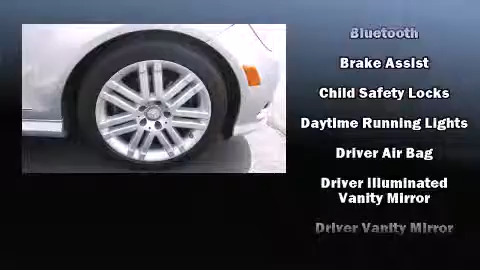 Bluetooth
Brake Assist
Child Safety Locks
Daytime Running Lights
Driver Air Bag
Driver Illuminated
Vanity Mirror
Driver Vanity Mirror